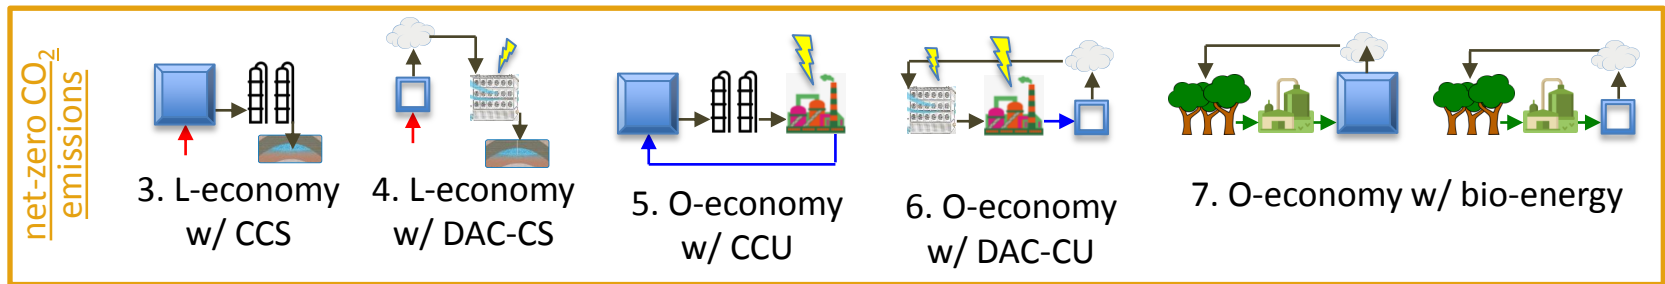 net-zero CO2
emissions
3. L-economy
w/ CCS
4. L-economy
w/ DAC-CS
5. O-economy
w/ CCU
6. O-economy
w/ DAC-CU
7. O-economy w/ bio-energy